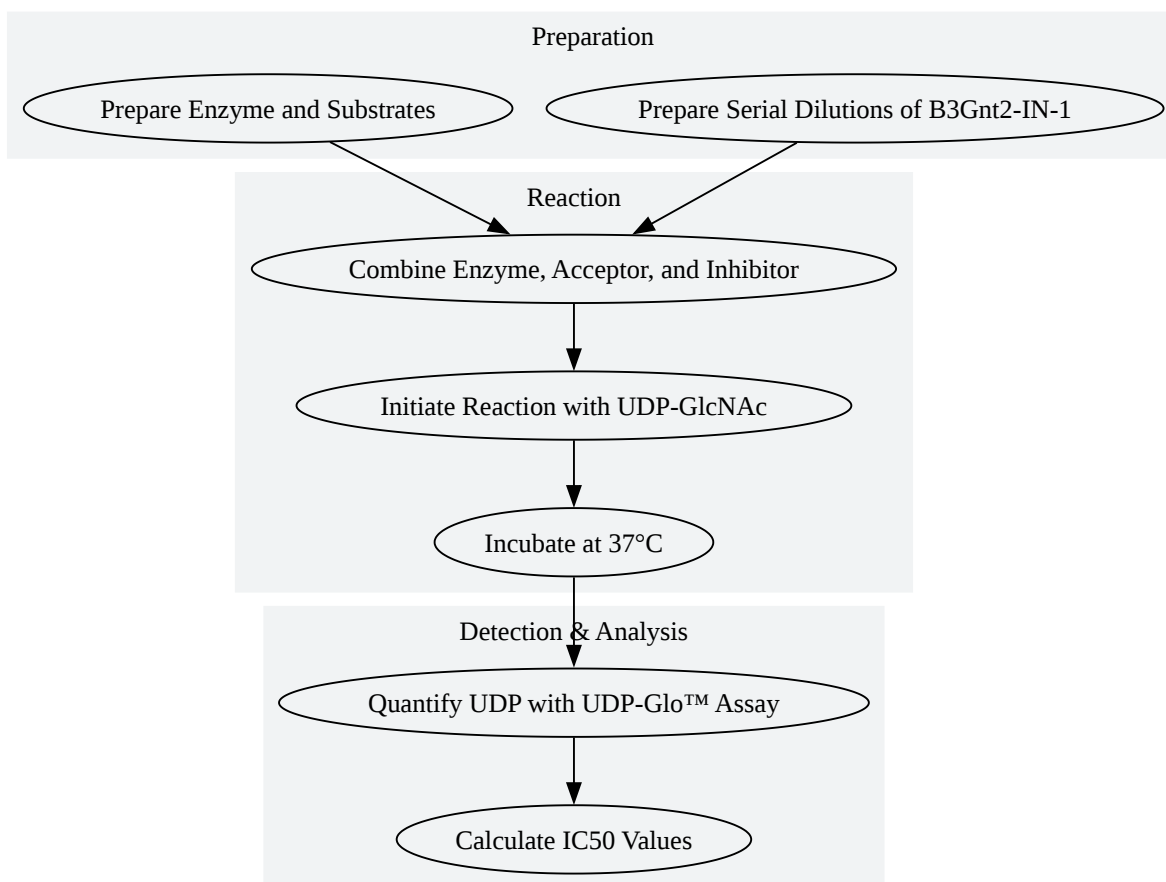 Preparation
Prepare Enzyme and Substrates
Prepare Serial Dilutions of B3Gnt2-IN-1
Reaction
Combine Enzyme, Acceptor, and Inhibitor
Initiate Reaction with UDP-GlcNAc
Incubate at 37°C
Detection & Analysis
Quantify UDP with UDP-Glo™ Assay
Calculate IC50 Values